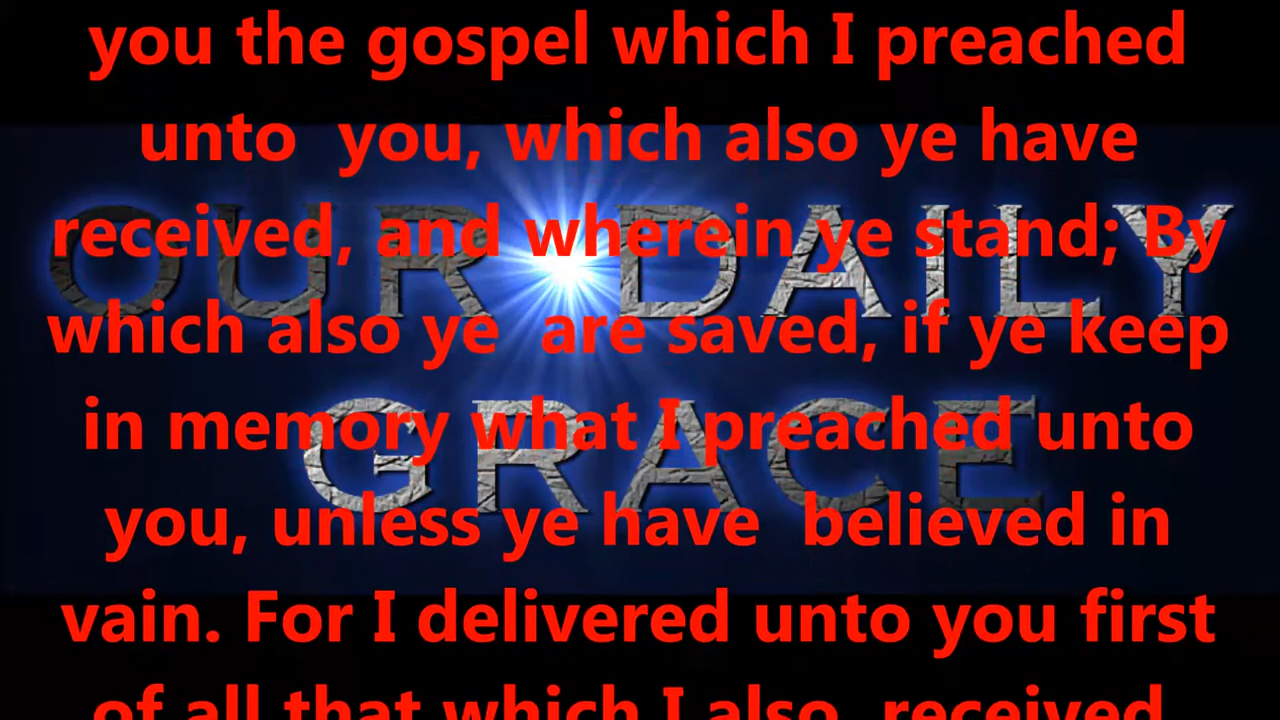 you the gospel which I preached
unto  you, which also ye have
received, and wherein ye stand; By
which also ye  are saved, if ye keep
in memory what I preached unto
you, unless ye have  believed in
vain. For I delivered unto you first
of all that which I also  received
OUR DAILY
GRACE